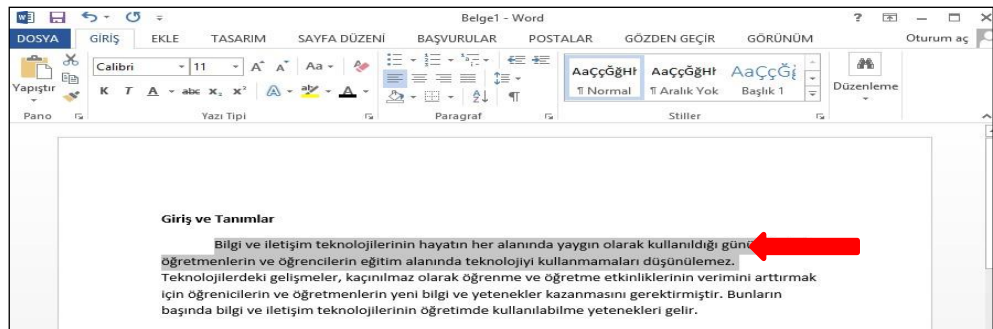 Belge1 - Word
DOSYA GİRİŞ EKLE TASARIM SAYFA DÜZENİ BAŞVURULAR POSTALAR GÖZDEN GEÇİR GÖRÜNÜM Oturum aç
Calibri 11 Aa
Yapıştır K T A abc X₂ X² A aby A
AaÇçĞğHł AaÇçĞğHł AaÇçĞğ
¶ Normal ¶ Aralık Yok Başlık 1 Düzenleme
Pano Yazı Tipi Paragraf Stiller
Giriş ve Tanımlar
Bilgi ve iletişim teknolojilerinin hayatın her alanında yaygın olarak kullanıldığı
öğretmenlerin ve öğrencilerin eğitim alanında teknolojiyi kullanmamaları düşünülemez.
Teknolojilerdeki gelişmeler, kaçınılmaz olarak öğrenme ve öğretme etkinliklerinin verimini arttırmak
için öğrenicilerin ve öğretmenlerin yeni bilgi ve yetenekler kazanmasını gerektirmiştir. Bunların
başında bilgi ve iletişim teknolojilerinin öğretimde kullanılabilme yetenekleri gelir.